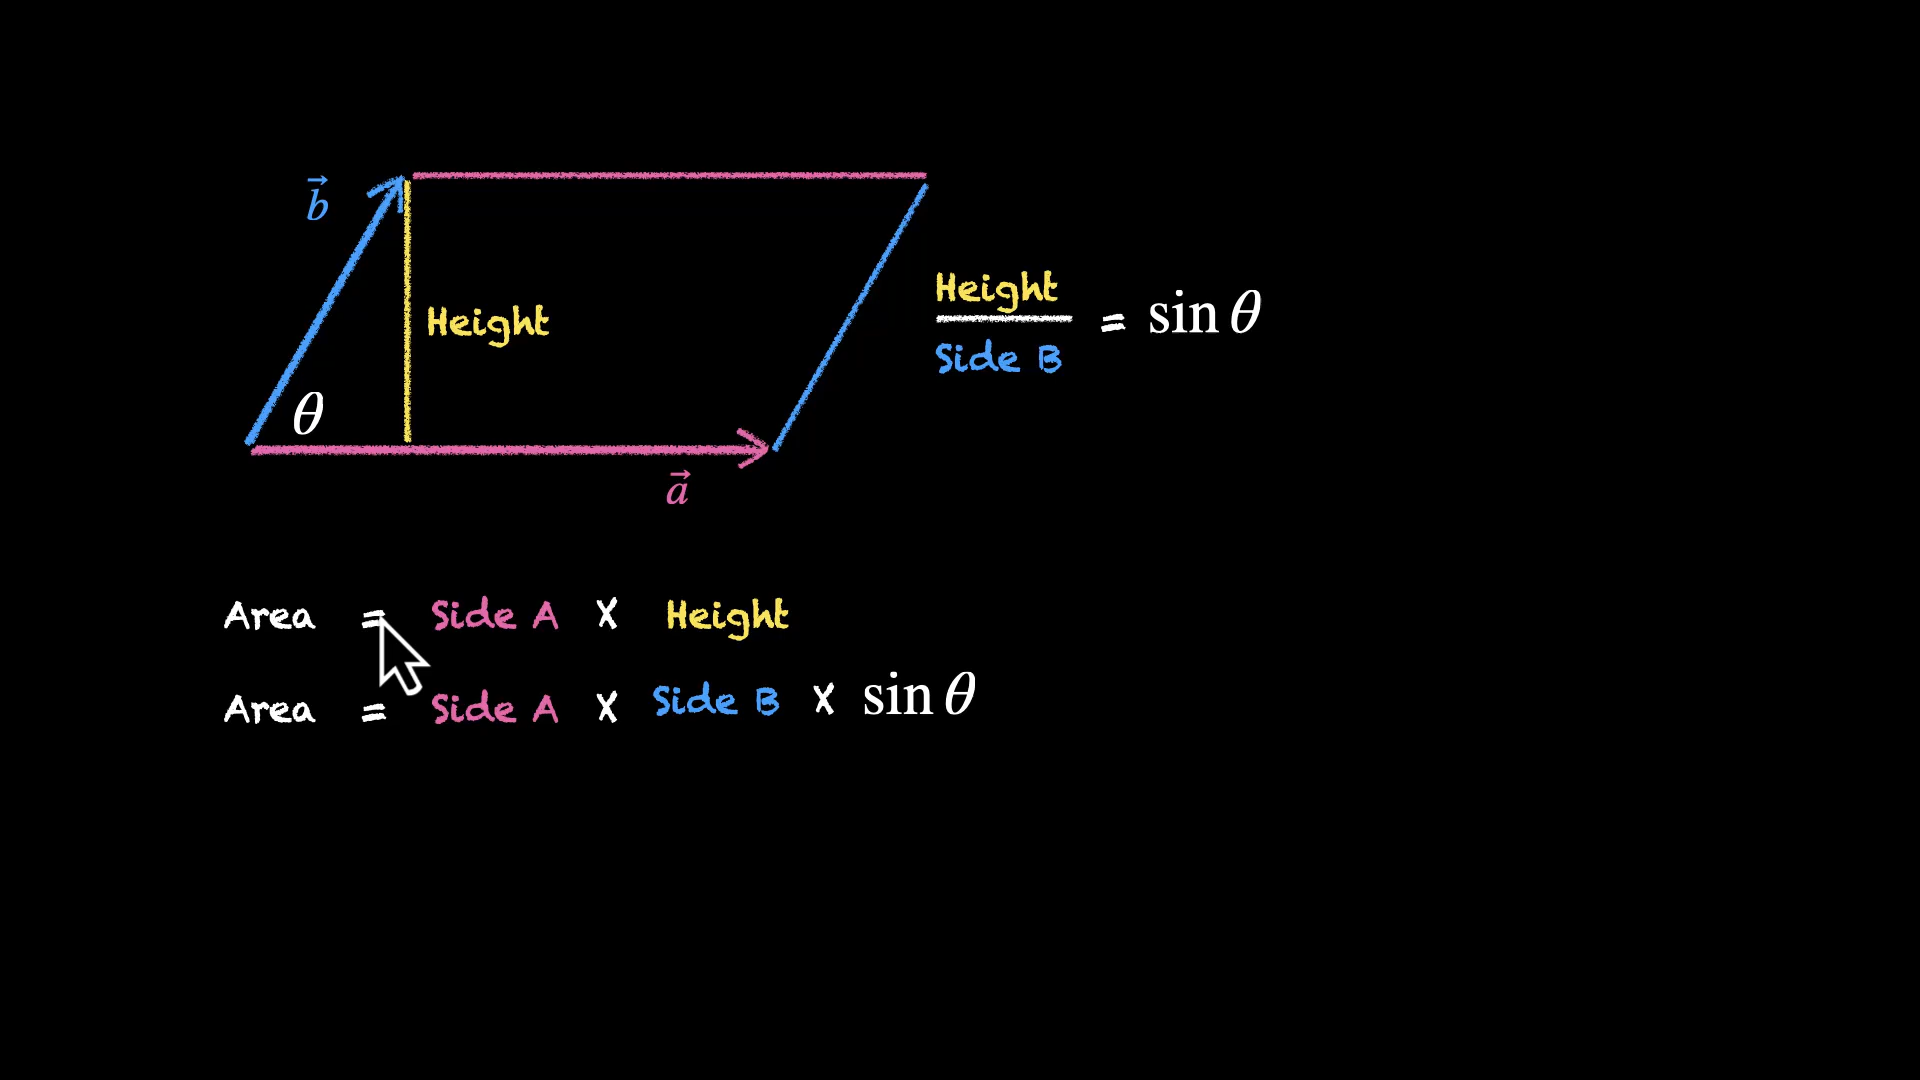 b⃗
Height
θ
a⃗
Height
Side B
= sin θ
Area = Side A X Height
Area = Side A X Side B X sin θ